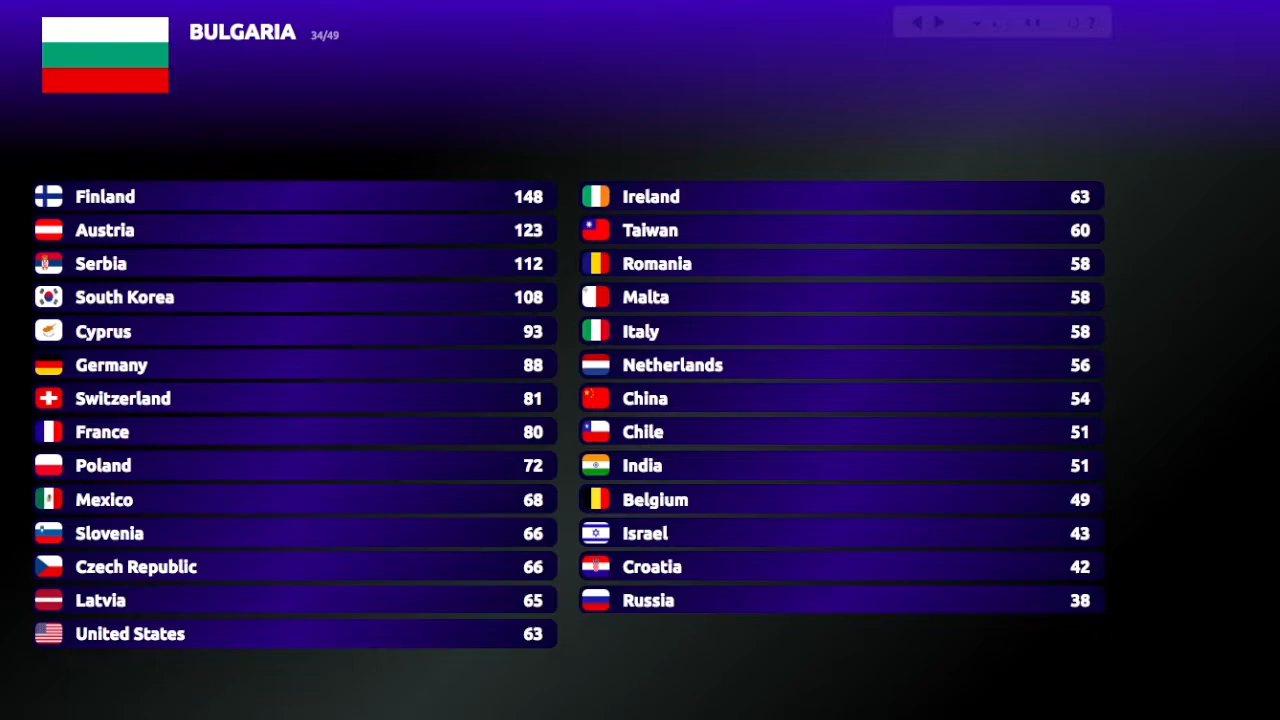 BULGARIA 34/49
Finland 148
Austria 123
Serbia 112
South Korea 108
Cyprus 93
Germany 88
Switzerland 81
France 80
Poland 72
Mexico 68
Slovenia 66
Czech Republic 66
Latvia 65
United States 63
Ireland 63
Taiwan 60
Romania 58
Malta 58
Italy 58
Netherlands 56
China 54
Chile 51
India 51
Belgium 49
Israel 43
Croatia 42
Russia 38